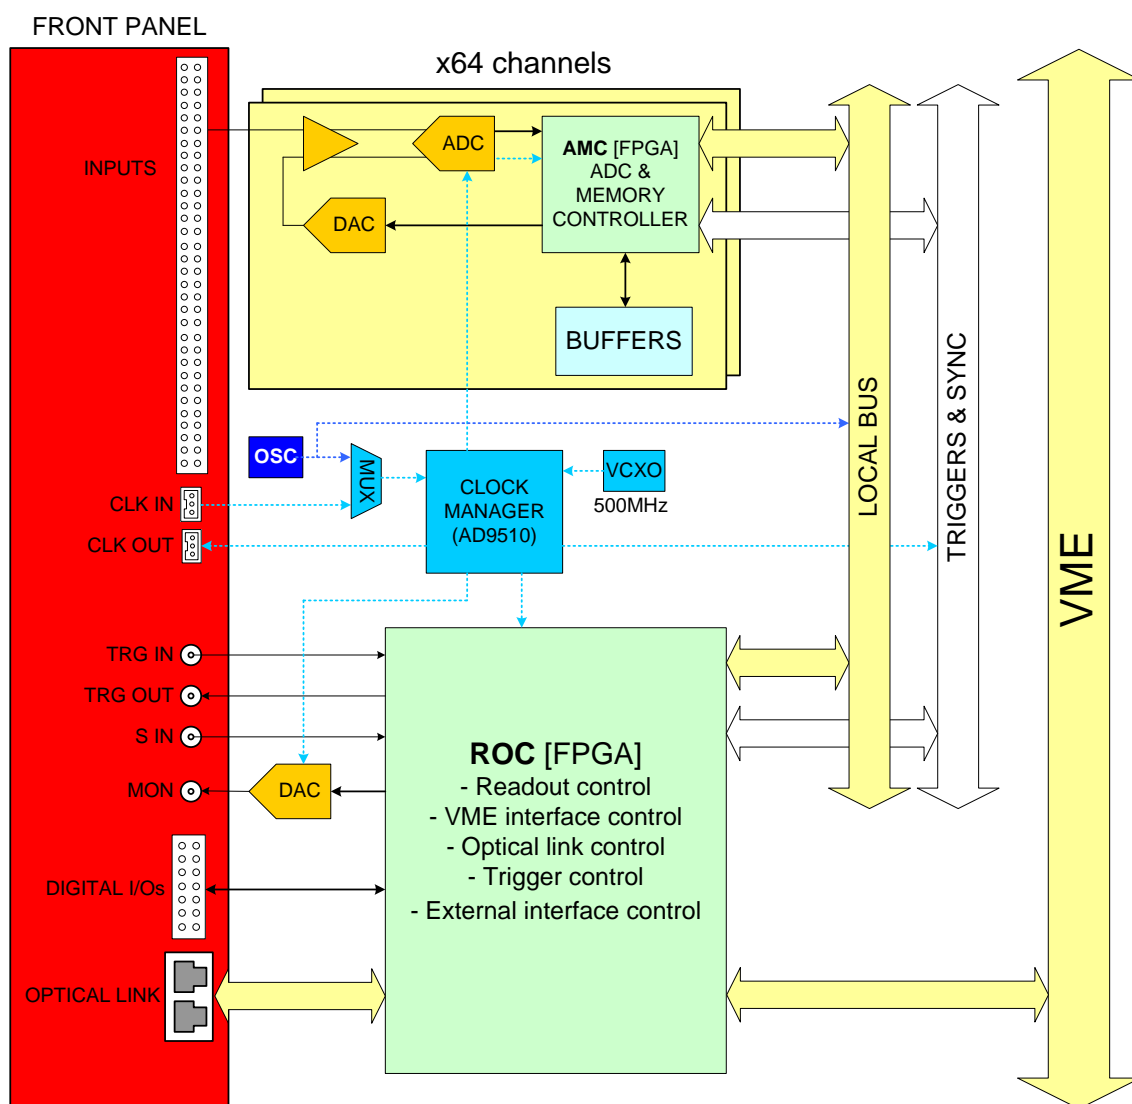 FRONT PANEL
x64 channels
INPUTS
ADC
AMC [FPGA]
ADC &
MEMORY
CONTROLLER
DAC
BUFFERS
LOCAL BUS
TRIGGERS & SYNC
VME
OSC
MUX
CLOCK
MANAGER
(AD9510)
VCXO
500MHz
CLK IN
CLK OUT
TRG IN
TRG OUT
S IN
MON
DAC
ROC [FPGA]
- Readout control
- VME interface control
- Optical link control
- Trigger control
- External interface control
DIGITAL I/Os
OPTICAL LINK